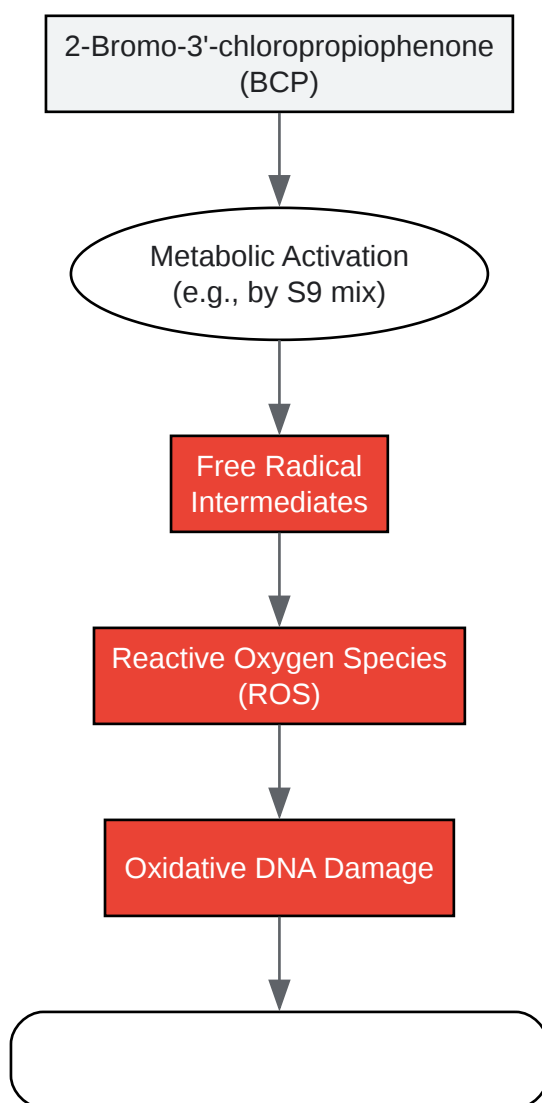 2-Bromo-3'-chloropropiophenone
(BCP)
Metabolic Activation
(e.g., by S9 mix)
Free Radical
Intermediates
Reactive Oxygen Species
(ROS)
Oxidative DNA Damage